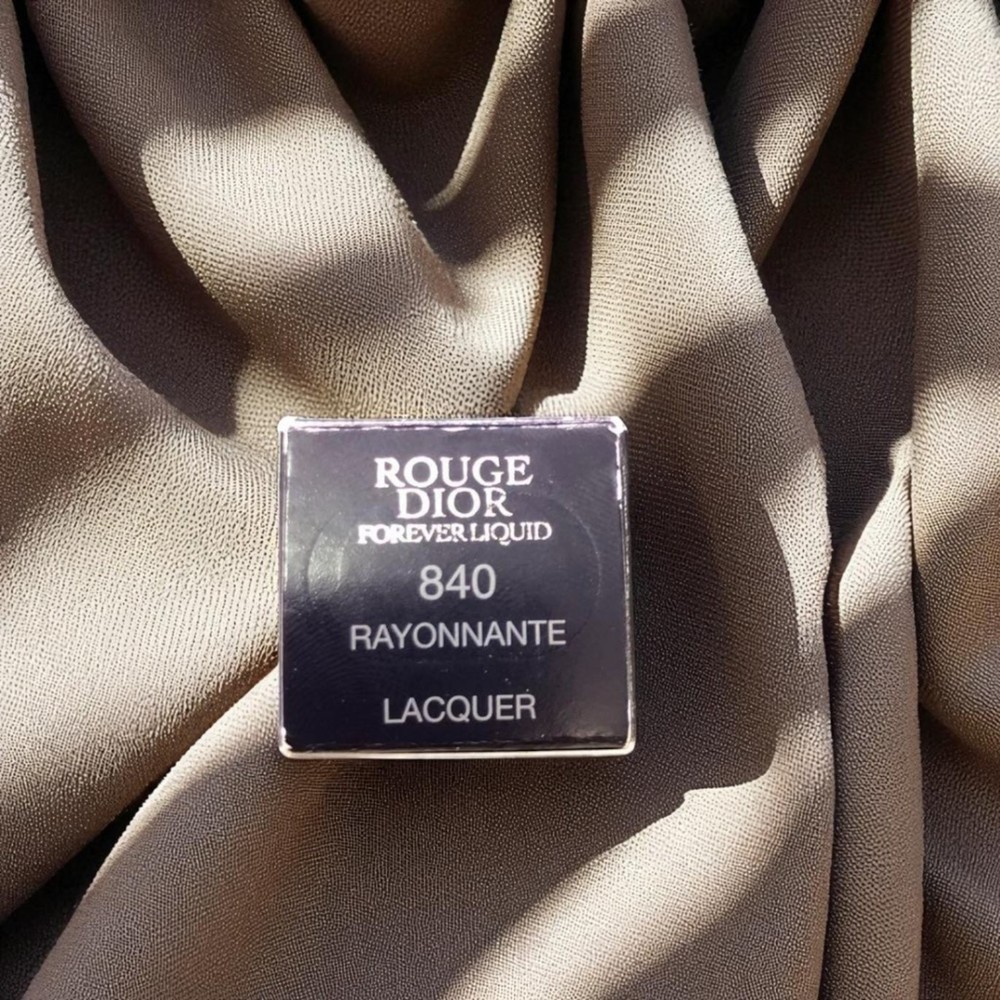 ROUGE
DIOR
FOREVER LIQUID
840
RAYONNANTE
LACQUER